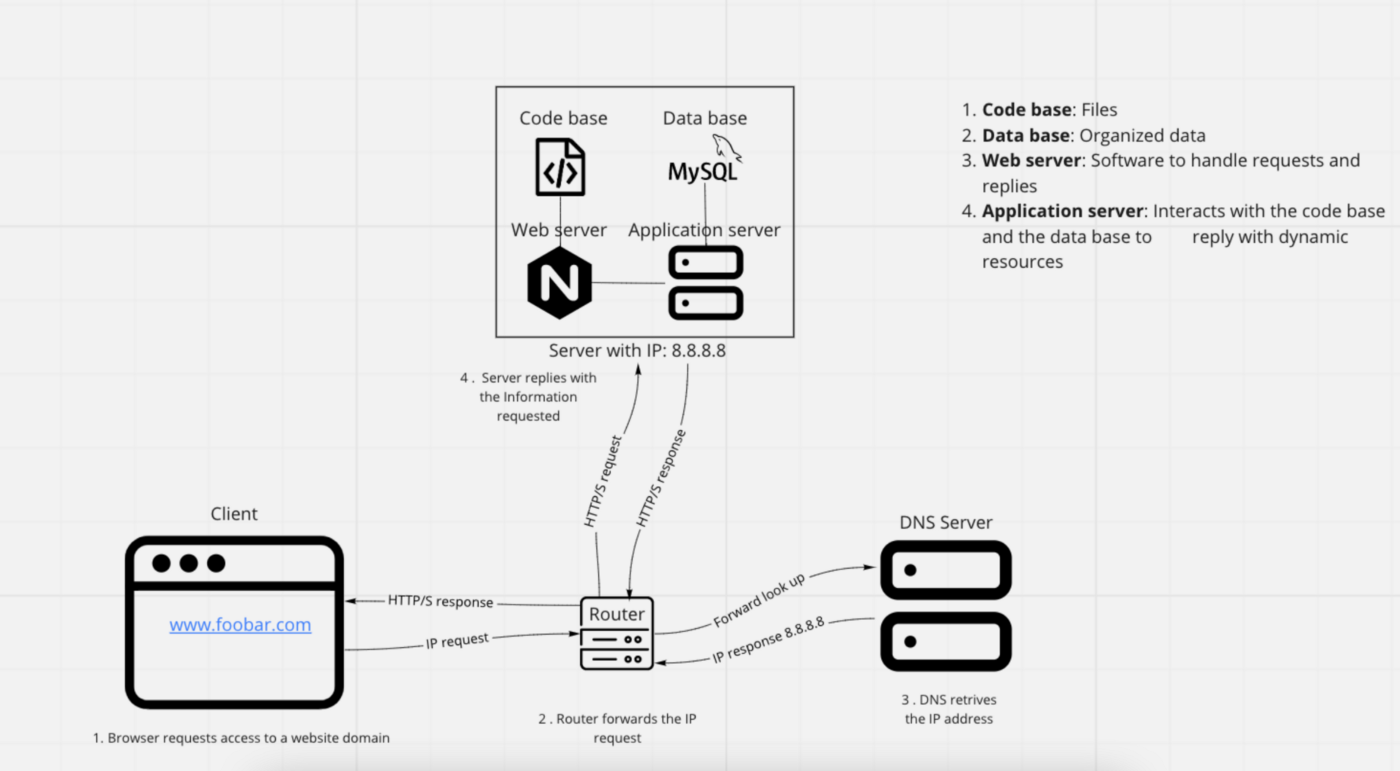 Code base
Data base
MySQL
Web server
Application server
N
Server with IP: 8.8.8.8
1. Code base: Files
2. Data base: Organized data
3. Web server: Software to handle requests and
replies
4. Application server: Interacts with the code base
and the data base to reply with dynamic
resources
4 . Server replies with
the Information
requested
HTTP/S request
HTTP/S response
Client
www.foobar.com
HTTP/S response
IP request
Router
Forward look up
IP response 8.8.8.8
DNS Server
1. Browser requests access to a website domain
2 . Router forwards the IP
request
3 . DNS retrives
the IP address